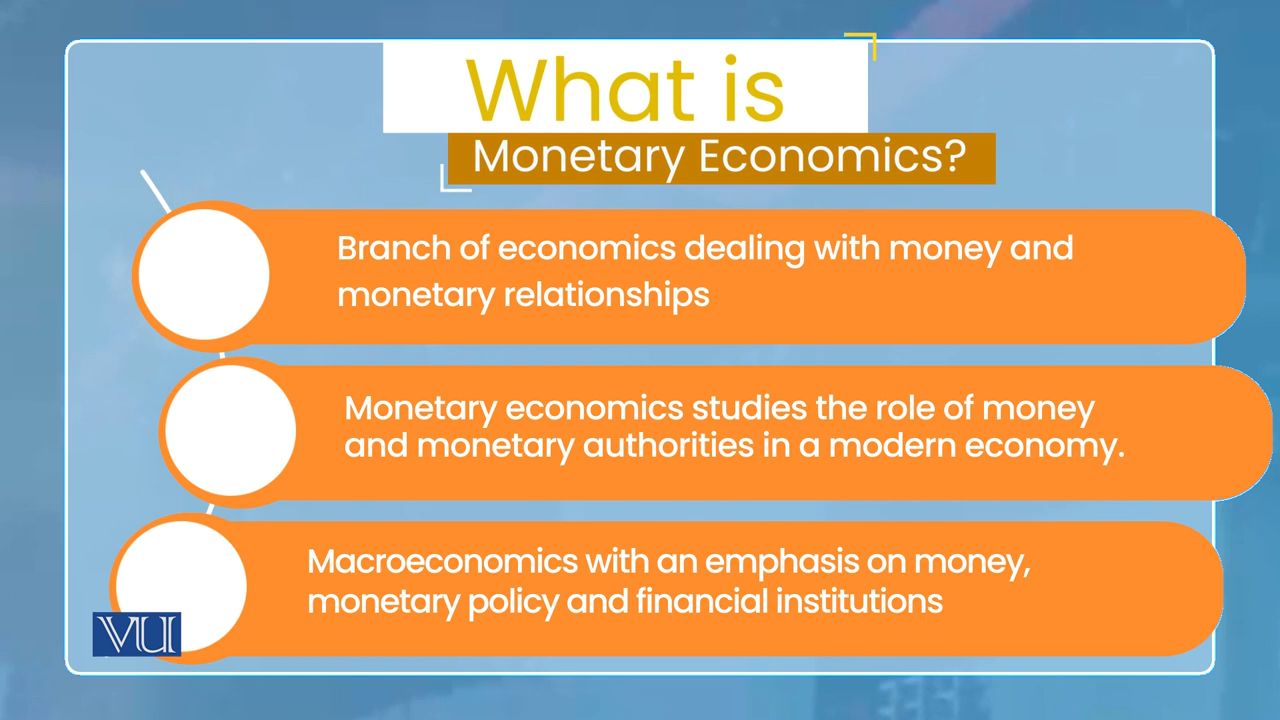 What is
Monetary Economics?
Branch of economics dealing with money and
monetary relationships
Monetary economics studies the role of money
and monetary authorities in a modern economy.
Macroeconomics with an emphasis on money,
monetary policy and financial institutions
VU